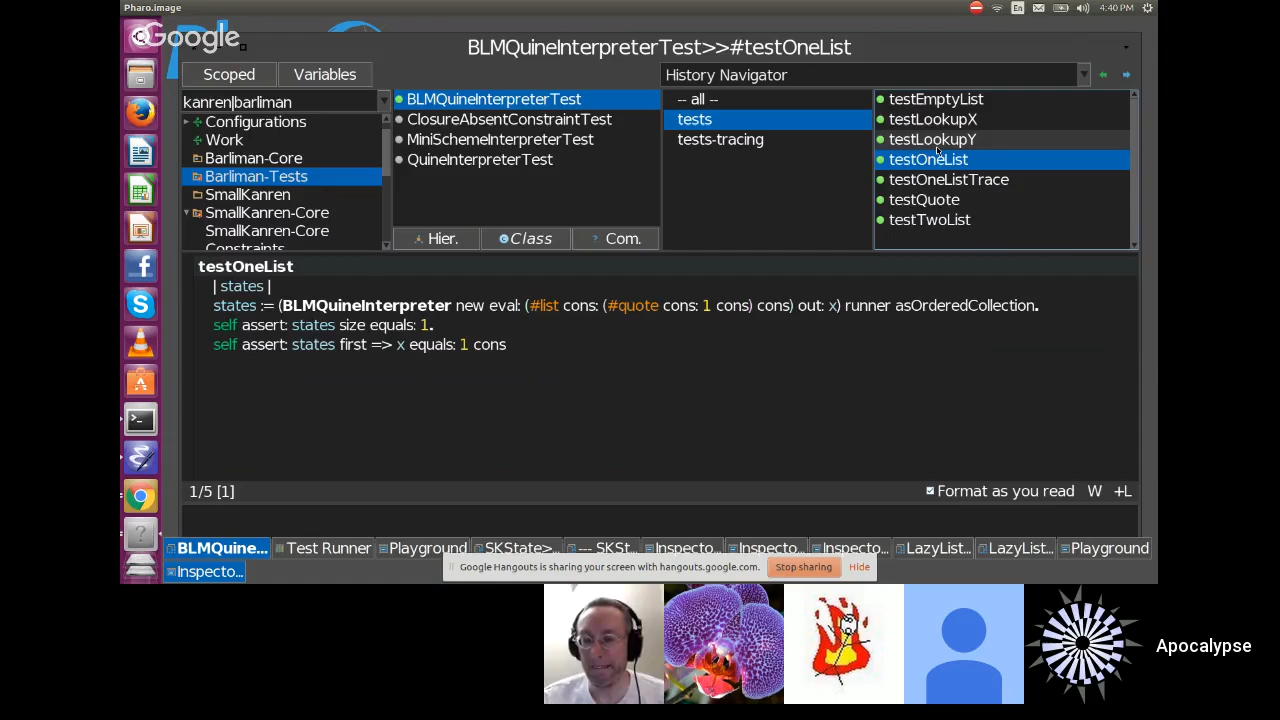 Pharo.image
En
4:40 PM
Google
BLMQuineInterpreterTest>>#testOneList
Scoped
Variables
History Navigator
kanren|barliman
Configurations
Work
Barliman-Core
Barliman-Tests
SmallKanren
SmallKanren-Core
SmallKanren-Core
Constraints
BLMQuineInterpreterTest
ClosureAbsentConstraintTest
MiniSchemeInterpreterTest
QuineInterpreterTest
Hier.
Class
? Com.
-- all --
tests
tests-tracing
testEmptyList
testLookupX
testLookupY
testOneList
testOneListTrace
testQuote
testTwoList
testOneList
| states |
states := (BLMQuineInterpreter new eval: (#list cons: (#quote cons: 1 cons) cons) out: x) runner asOrderedCollection.
self assert: states size equals: 1.
self assert: states first => x equals: 1 cons
1/5 [1]
Format as you read
W
+L
BLMQuine...
Test Runner
Playground
SKState>...
--- SKSt...
Inspecto...
Inspecto...
Inspecto...
LazyList...
LazyList...
Playground
Inspecto...
Google Hangouts is sharing your screen with hangouts.google.com.
Stop sharing
Hide
Apocalypse